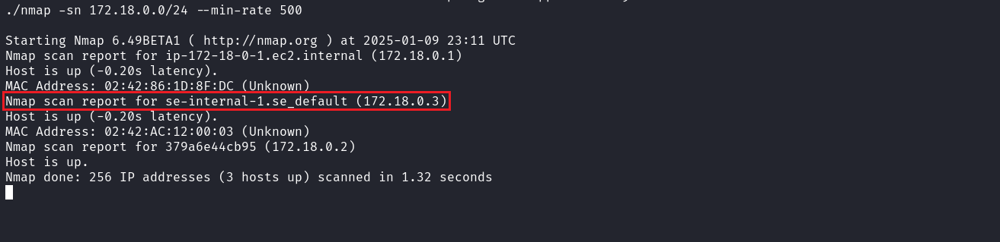 ./nmap -sn 172.18.0.0/24 --min-rate 500
Starting Nmap 6.49BETA1 ( http://nmap.org ) at 2025-01-09 23:11 UTC
Nmap scan report for ip-172-18-0-1.ec2.internal (172.18.0.1)
Host is up (-0.20s latency).
MAC Address: 02:42:86:1D:8F:DC (Unknown)
Nmap scan report for se-internal-1.se_default (172.18.0.3)
Host is up (-0.20s latency).
MAC Address: 02:42:AC:12:00:03 (Unknown)
Nmap scan report for 379a6e44cb95 (172.18.0.2)
Host is up.
Nmap done: 256 IP addresses (3 hosts up) scanned in 1.32 seconds